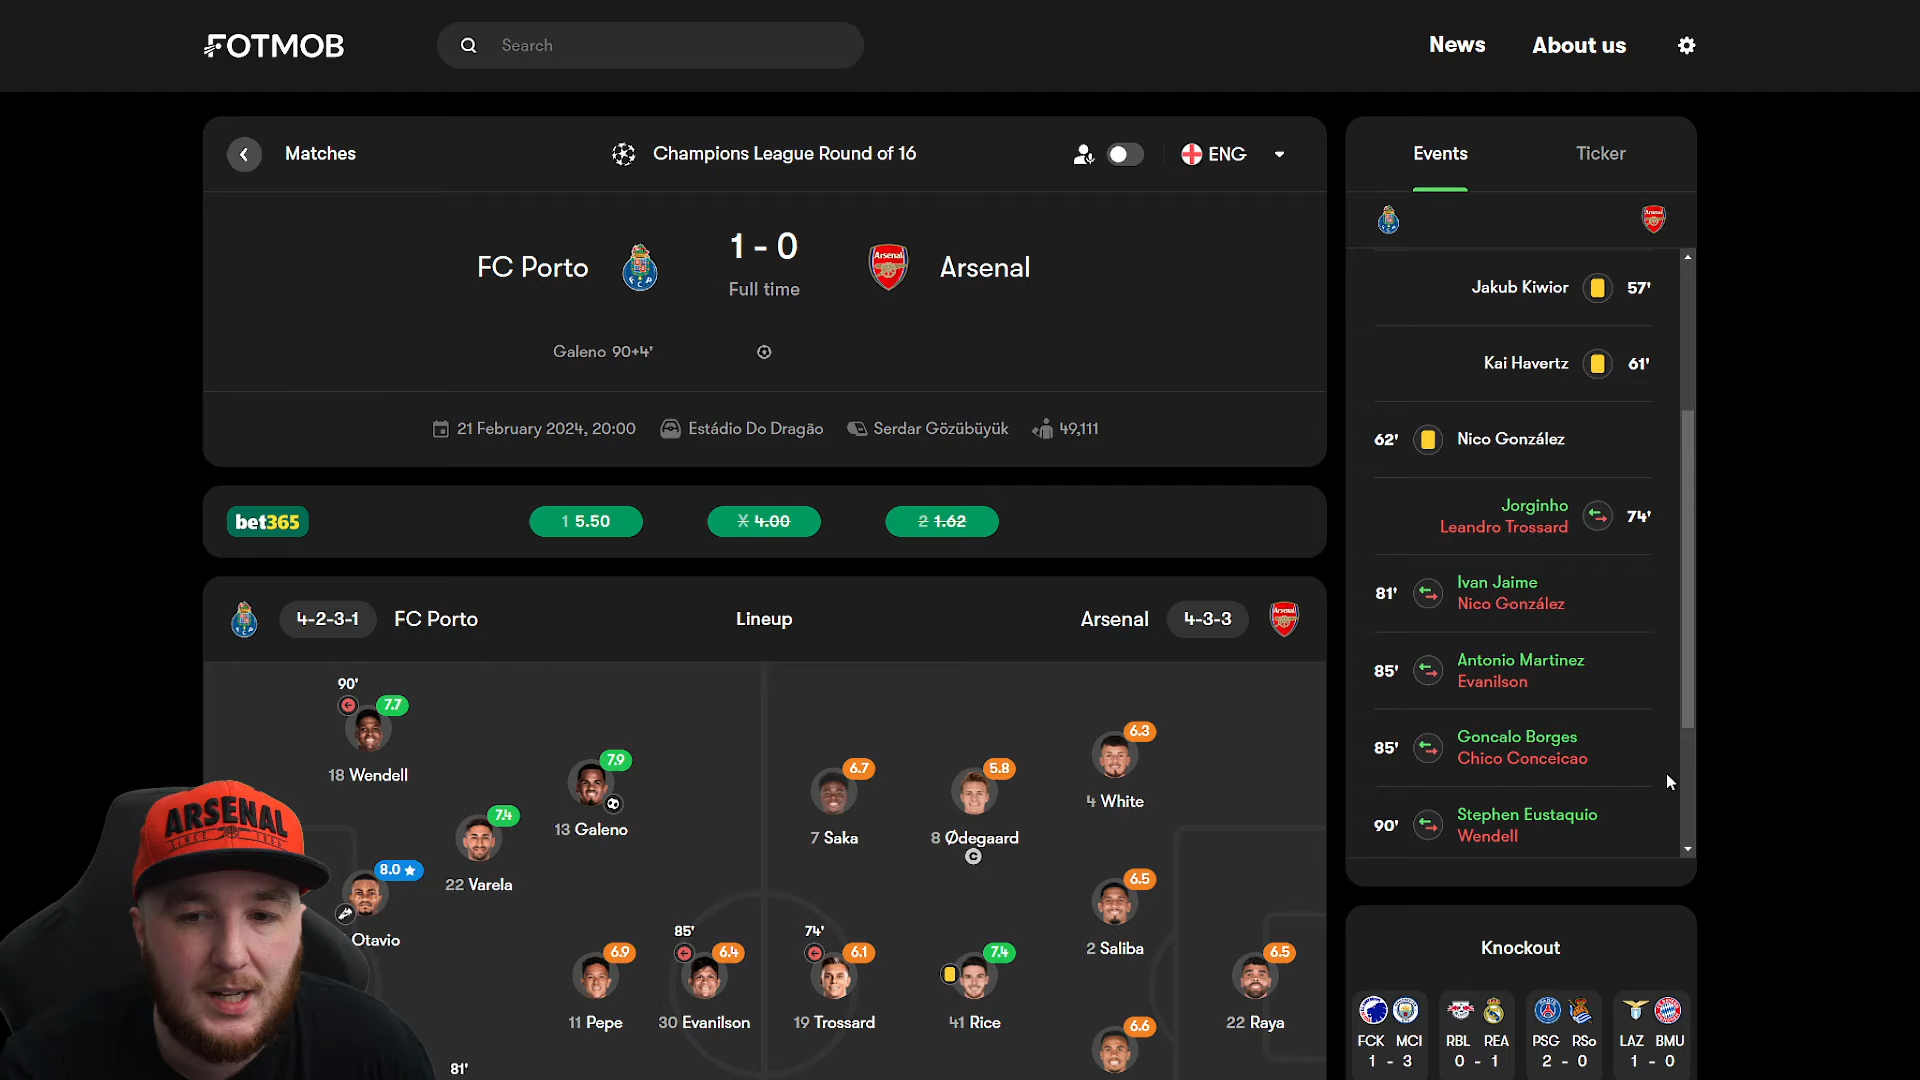 FOTMOB
Search
News
About us
Matches
Champions League Round of 16
ENG
FC Porto
1 - 0
Full time
Arsenal
Arsenal
Galeno 90+4'
21 February 2024, 20:00
Estádio Do Dragão
Serdar Gözübüyük
49,111
bet365
1 5.50
X 4.00
2 1.62
4-2-3-1
FC Porto
Lineup
Arsenal
4-3-3
90'
7.7
18 Wendell
7.9
13 Galeno
7.4
22 Varela
8.0
Otavio
6.9
11 Pepe
85'
6.4
30 Evanilson
81'
6.7
7 Saka
5.8
8 Ødegaard
C
6.3
4 White
6.5
2 Saliba
74'
6.1
19 Trossard
7.4
41 Rice
6.5
22 Raya
6.6
Events
Ticker
Jakub Kiwior
57'
Kai Havertz
61'
62'
Nico González
Jorginho
Leandro Trossard
74'
81'
Ivan Jaime
Nico González
85'
Antonio Martinez
Evanilson
85'
Goncalo Borges
Chico Conceicao
90'
Stephen Eustaquio
Wendell
Knockout
FCK MCI
1 - 3
RBL REA
0 - 1
PSG RSo
2 - 0
LAZ BMU
1 - 0
ARSENAL